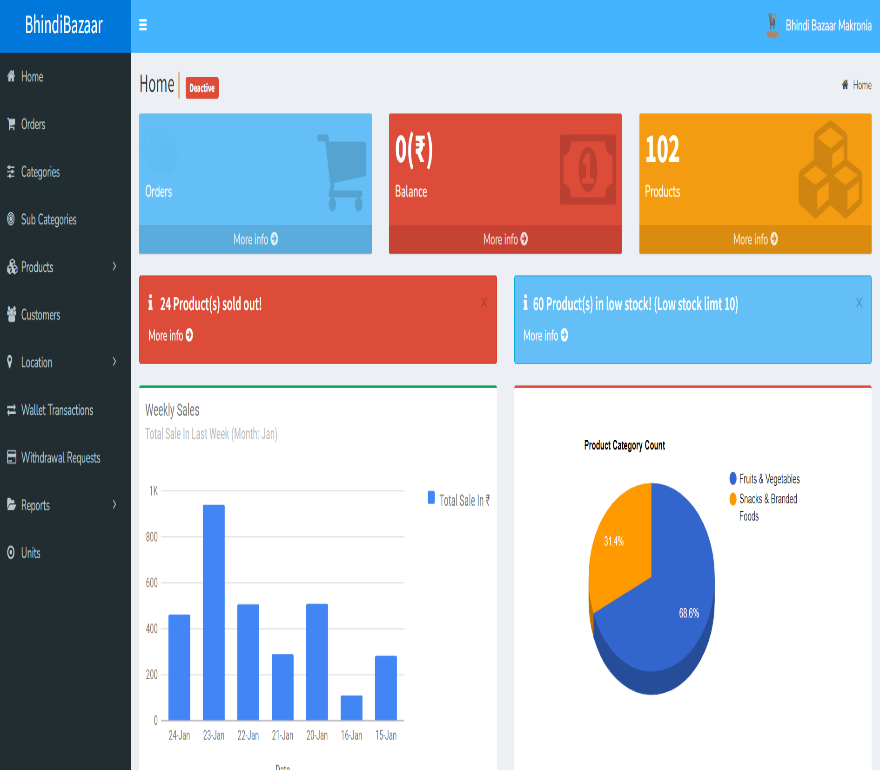 BhindiBazaar
Bhindi Bazaar Makronia
Home
Orders
Categories
Sub Categories
Products
Customers
Location
Wallet Transactions
Withdrawal Requests
Reports
Units
Home
Deactive
Home
Orders
More info
0(₹)
Balance
1
More info
102
Products
More info
24 Product(s) sold out!
x
More info
60 Product(s) in low stock! (Low stock limt 10)
x
More info
Weekly Sales
Total Sale In Last Week (Month: Jan)
1K
800
600
400
200
0
24-Jan 23-Jan 22-Jan 21-Jan 20-Jan 16-Jan 15-Jan
Date
Total Sale In ₹
Product Category Count
Fruits & Vegetables
Snacks & Branded
Foods
31.4%
68.6%